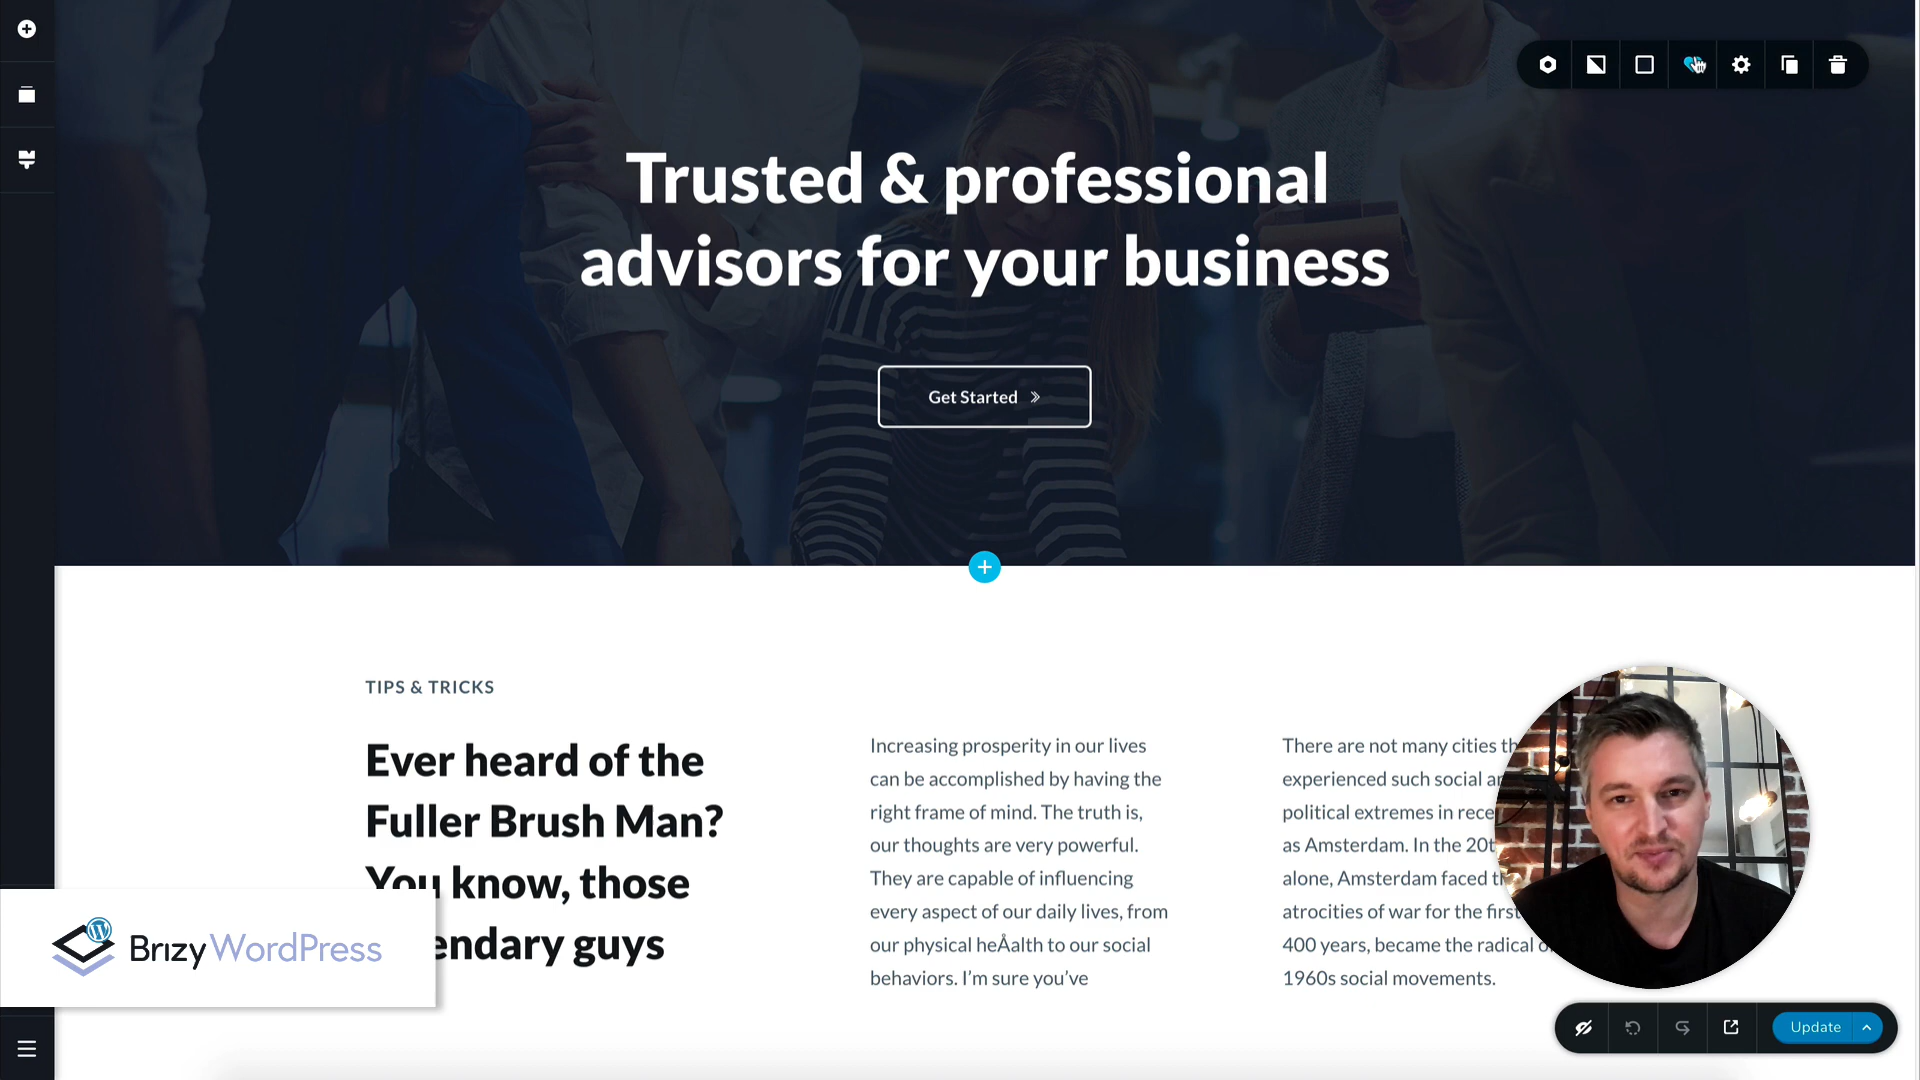 Trusted & professional
advisors for your business
Get Started
TIPS & TRICKS
Ever heard of the
Fuller Brush Man?
You know, those
endary guys
Increasing prosperity in our lives
can be accomplished by having the
right frame of mind. The truth is,
our thoughts are very powerful.
They are capable of influencing
every aspect of our daily lives, from
our physical heÅalth to our social
behaviors. I'm sure you've
There are not many cities th
experienced such social an
political extremes in rece
as Amsterdam. In the 20t
alone, Amsterdam faced t
atrocities of war for the first
400 years, became the radical
1960s social movements.
Brizy WordPress
Update